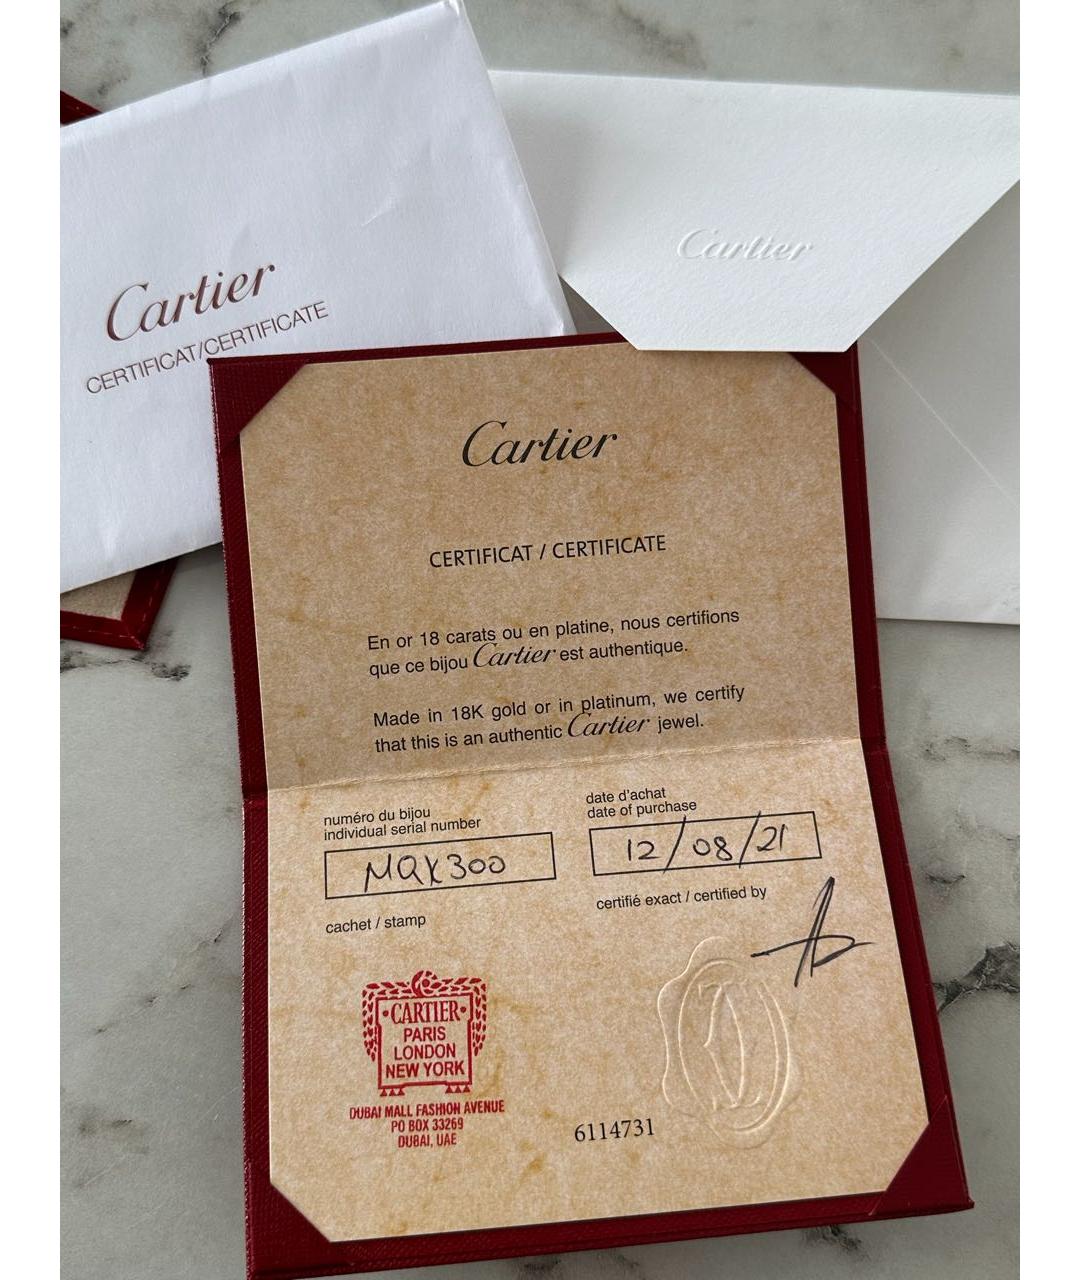 Cartier
CERTIFICAT/CERTIFICATE
Cartier
Cartier
CERTIFICAT / CERTIFICATE
En or 18 carats ou en platine, nous certifions
que ce bijou Cartier est authentique.
Made in 18K gold or in platinum, we certify
that this is an authentic Cartier jewel.
numéro du bijou
individual serial number
MQX300
date d'achat
date of purchase
12/08/21
cachet / stamp
certifié exact / certified by
CARTIER
PARIS
LONDON
NEW YORK
DUBAI MALL FASHION AVENUE
PO BOX 33269
DUBAI, UAE
6114731